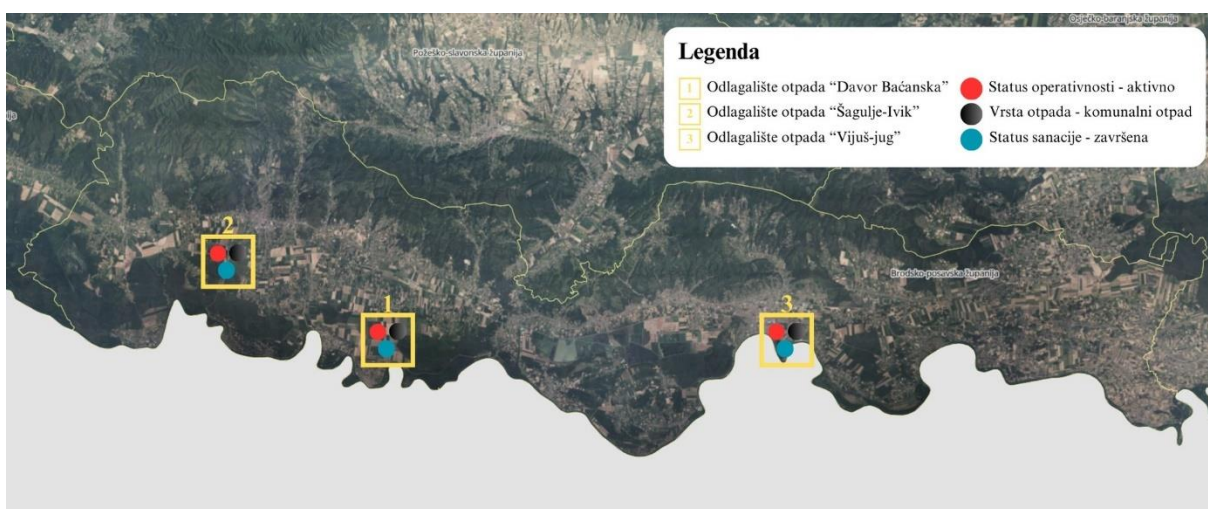 Osječko-baranjska županija
Požeško-slavonska županija
Legenda
1 Odlagalište otpada “Davor Baćanska”
2 Odlagalište otpada “Šagulje-Ivik”
3 Odlagalište otpada “Vijuš-jug”
Status operativnosti - aktivno
Vrsta otpada - komunalni otpad
Status sanacije - završena
2
Brodsko-posavska županija
1
3